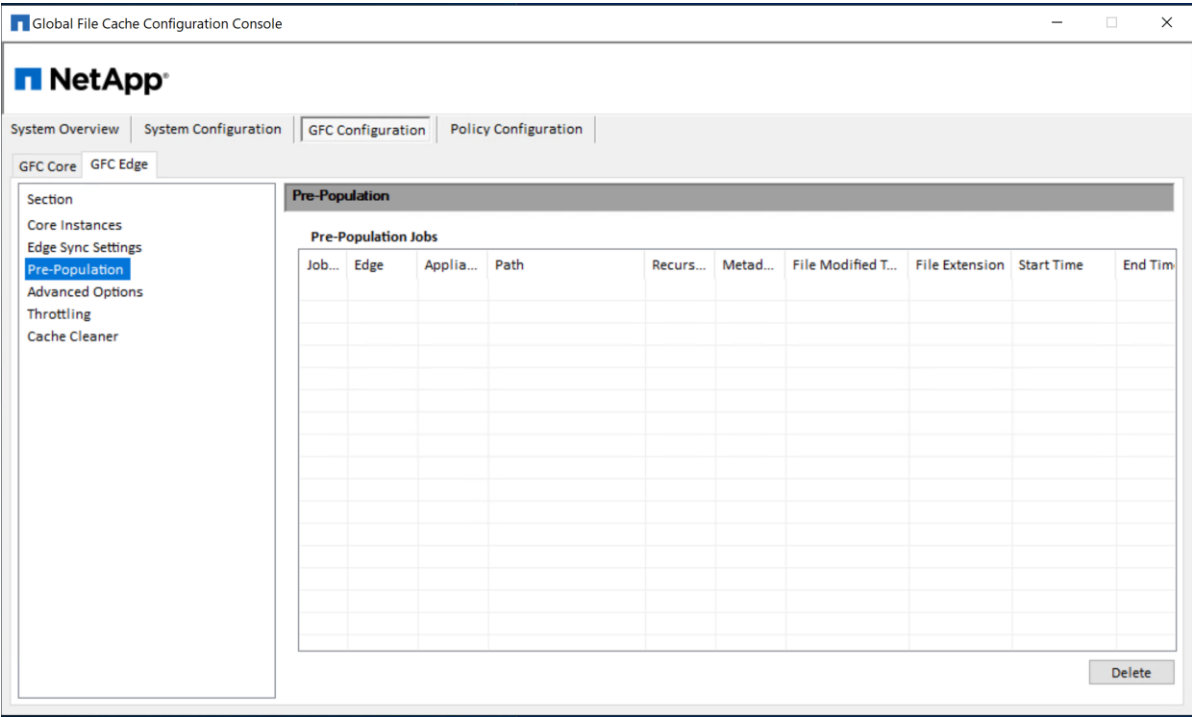 Global File Cache Configuration Console
NetApp
System Overview System Configuration GFC Configuration Policy Configuration
GFC Core GFC Edge
Section
Core Instances
Edge Sync Settings
Pre-Population
Advanced Options
Throttling
Cache Cleaner
Pre-Population
Pre-Population Jobs
Job... Edge Applia... Path Recurs... Metad... File Modified T... File Extension Start Time End Tim
Delete